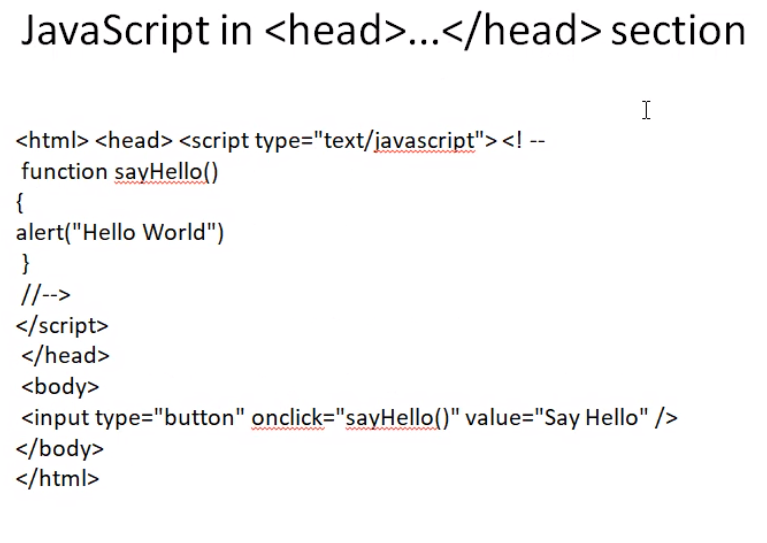 JavaScript in <head>...</head> section
<html> <head> <script type="text/javascript"> <! --
function sayHello()
{
alert("Hello World")
}
//-->
</script>
</head>
<body>
<input type="button" onclick="sayHello()" value="Say Hello" />
</body>
</html>